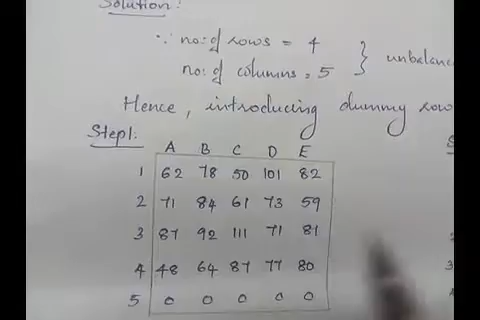 Solution:
∵ no: of rows = 4
no: of columns = 5 } unbalanc
Hence, introducing dummy row
Step1:
A B C D E
1 62 78 50 101 82
2 71 84 61 73 59
3 87 92 111 71 81
4 48 64 87 77 80
5 0 0 0 0 0
3